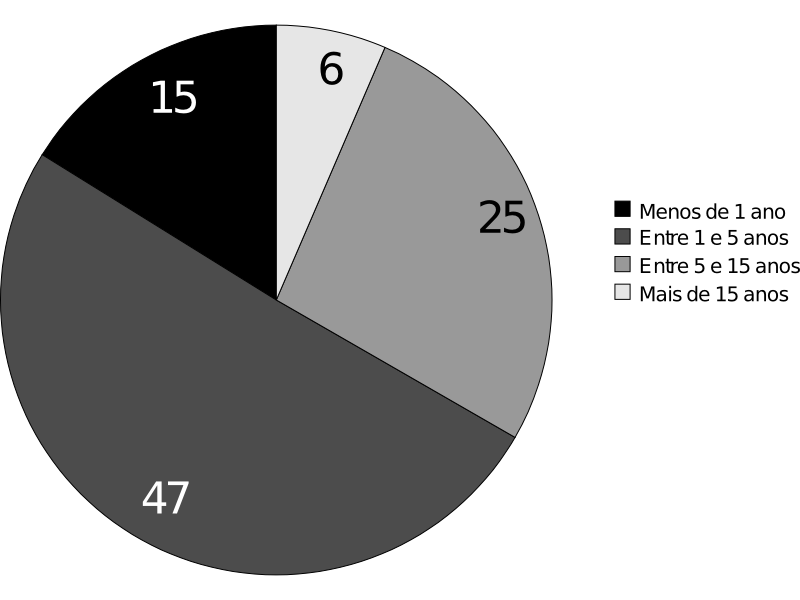 6
15
25
47
Menos de 1 ano
Entre 1 e 5 anos
Entre 5 e 15 anos
Mais de 15 anos